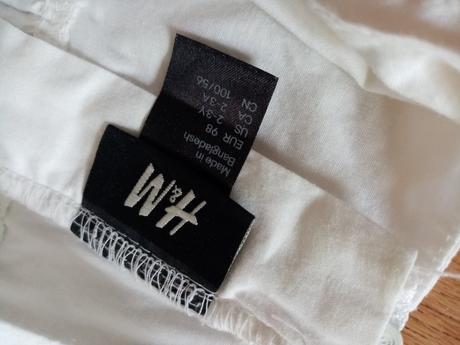 H&M
EUR 98
US 2-3Y
CA 2-3A
CN 100/56
Made in
Bangladesh